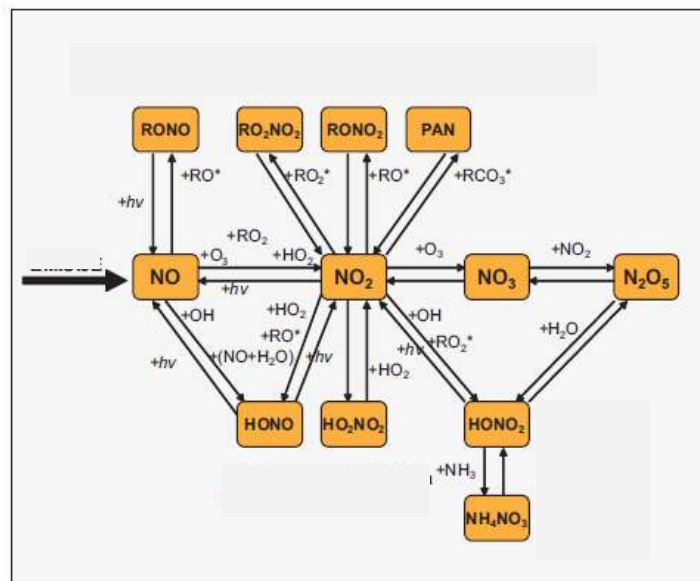 RONO RO₂NO₂ RONO₂ PAN
+RO* +RO₂* +RO* +RCO₃*
+hv
+RO₂
+O₃ +HO₂ +O₃ +NO₂
NO NO₂ NO₃ N₂O₅
+hv
+OH +HO₂ +OH +H₂O
+RO* +RO₂*
+hv +(NO+H₂O) +hv +hv
+HO₂
HONO HO₂NO₂ HONO₂
+NH₃
NH₄NO₃